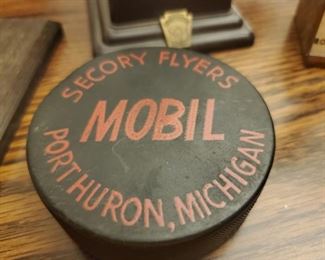 SECORY FLYERS
MOBIL
PORT HURON, MICHIGAN